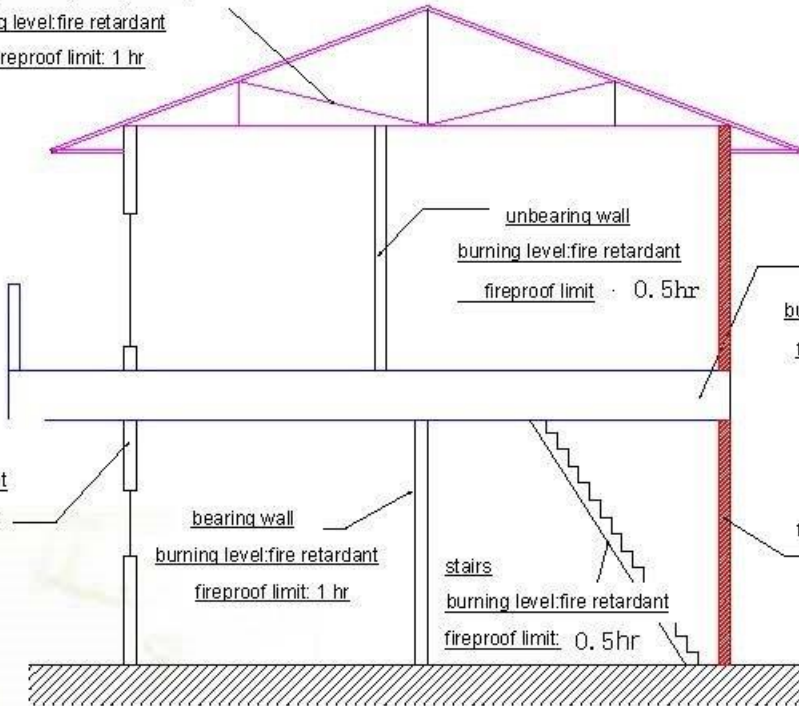 level:fire retardant
limit: 1 hr
unbearing wall
burning level:fire retardant
fireproof limit · 0.5hr
bearing wall
burning level:fire retardant
fireproof limit: 1 hr
stairs
burning level:fire retardant
fireproof limit: 0.5hr